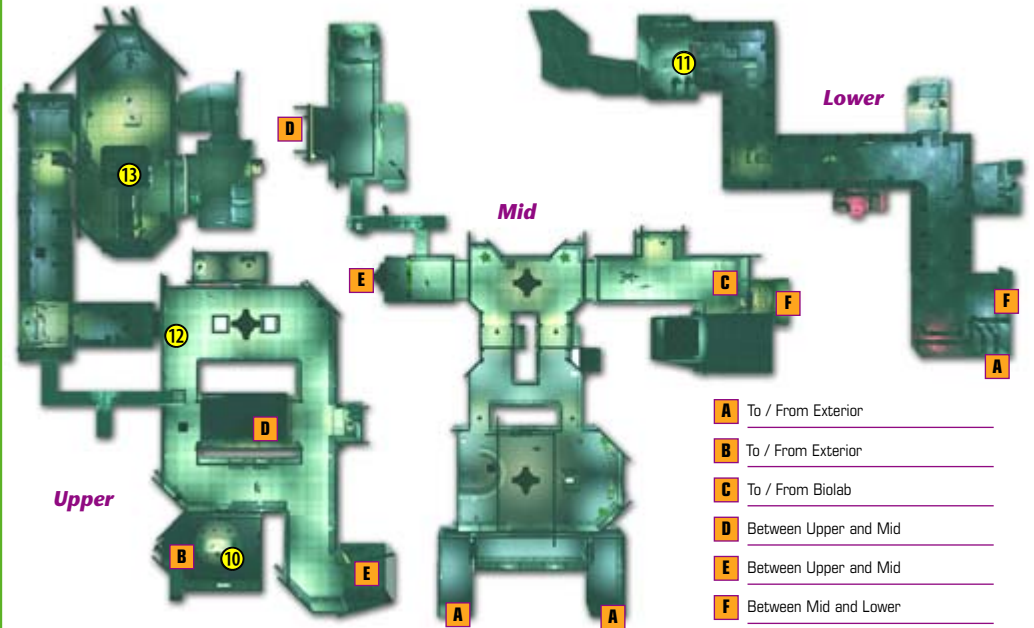 11
Lower
D
13
Mid
E
C
F
F
12
A
D
Upper
B
10
E
A
A
A To / From Exterior
B To / From Exterior
C To / From Biolab
D Between Upper and Mid
E Between Upper and Mid
F Between Mid and Lower